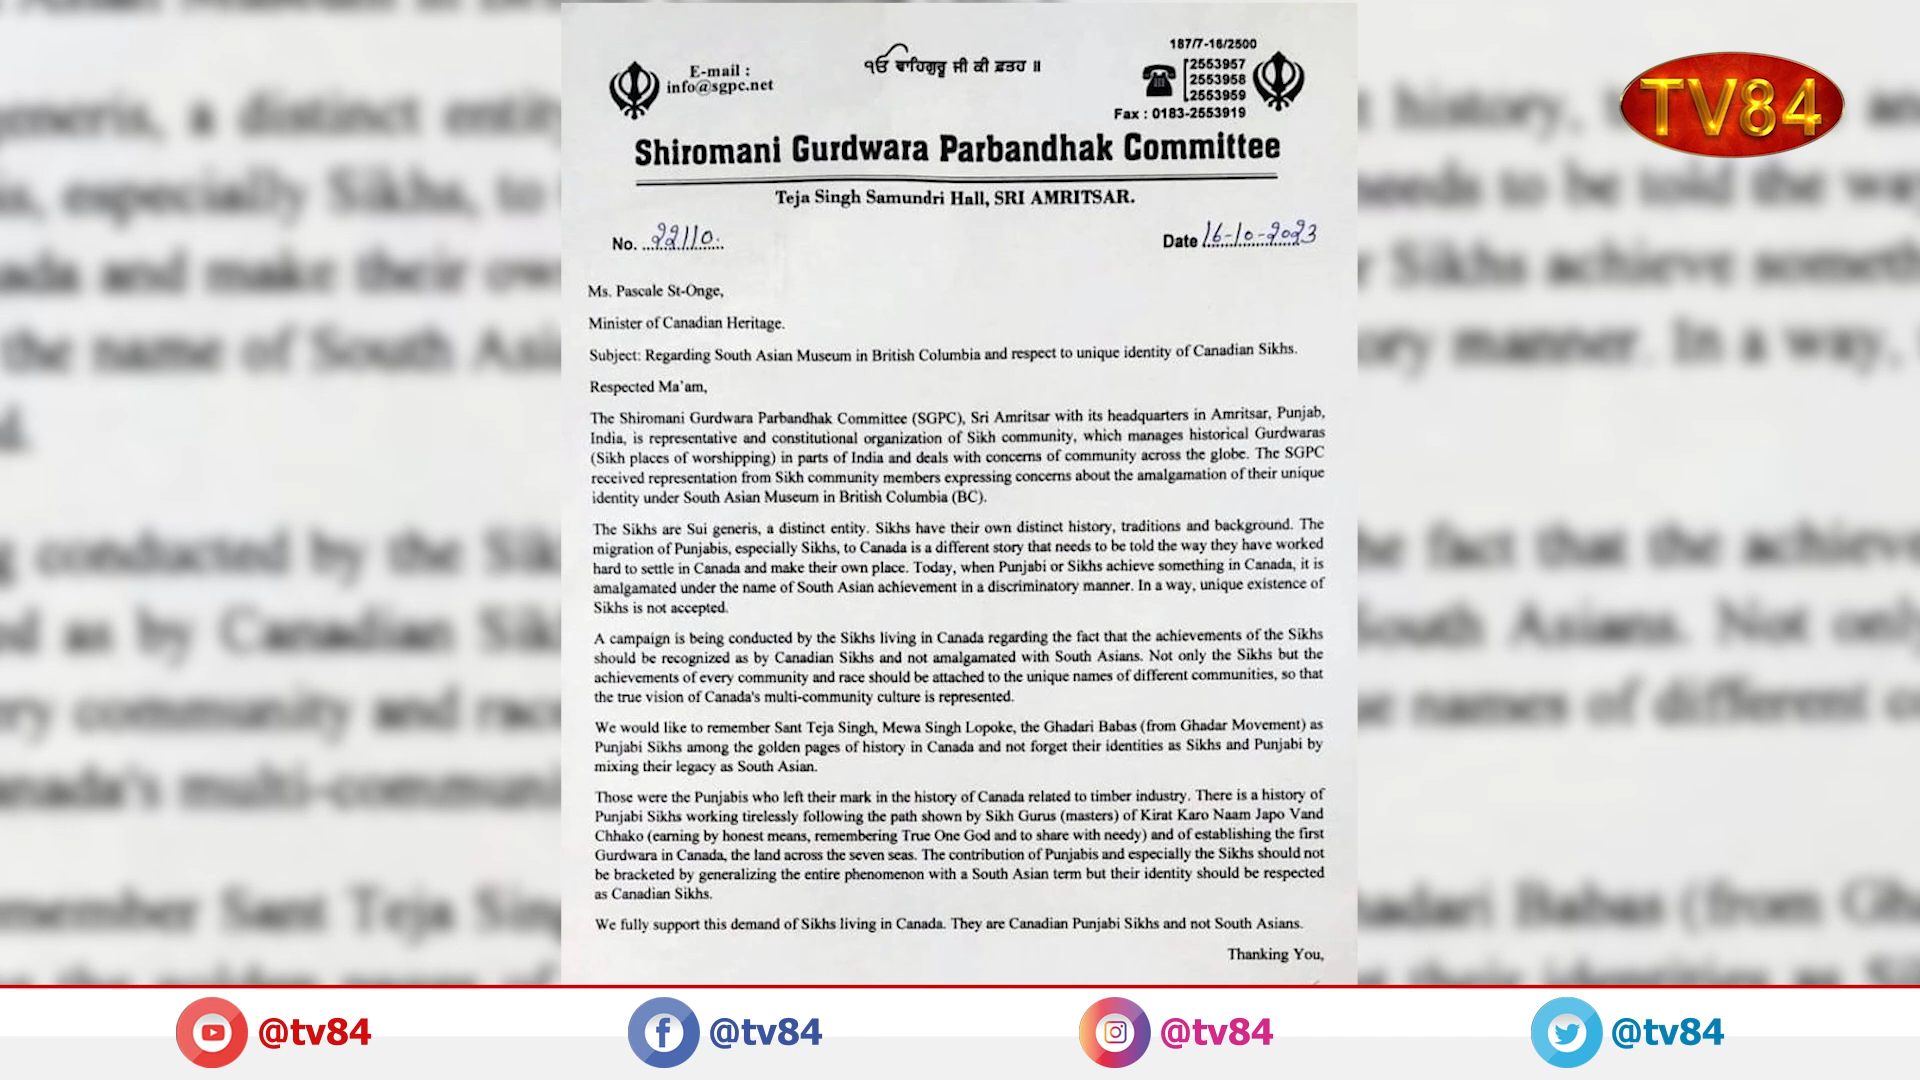 187/7-16/2500
ੴ ਵਾਹਿਗੁਰੂ ਜੀ ਕੀ ਫ਼ਤਹ ॥
E-mail :
info@sgpc.net
2553957
2553958
2553959
Fax : 0183-2553919
TV84
Shiromani Gurdwara Parbandhak Committee
Teja Singh Samundri Hall, SRI AMRITSAR.
No. 22110.
Date 16-10-2023
Ms. Pascale St-Onge,
Minister of Canadian Heritage.
Subject: Regarding South Asian Museum in British Columbia and respect to unique identity of Canadian Sikhs.
Respected Ma'am,
The Shiromani Gurdwara Parbandhak Committee (SGPC), Sri Amritsar with its headquarters in Amritsar, Punjab,
India, is representative and constitutional organization of Sikh community, which manages historical Gurdwaras
(Sikh places of worshipping) in parts of India and deals with concerns of community across the globe. The SGPC
received representation from Sikh community members expressing concerns about the amalgamation of their unique
identity under South Asian Museum in British Columbia (BC).
The Sikhs are Sui generis, a distinct entity. Sikhs have their own distinct history, traditions and background. The
migration of Punjabis, especially Sikhs, to Canada is a different story that needs to be told the way they have worked
hard to settle in Canada and make their own place. Today, when Punjabi or Sikhs achieve something in Canada, it is
amalgamated under the name of South Asian achievement in a discriminatory manner. In a way, unique existence of
Sikhs is not accepted.
A campaign is being conducted by the Sikhs living in Canada regarding the fact that the achievements of the Sikhs
should be recognized as by Canadian Sikhs and not amalgamated with South Asians. Not only the Sikhs but the
achievements of every community and race should be attached to the unique names of different communities, so that
the true vision of Canada's multi-community culture is represented.
We would like to remember Sant Teja Singh, Mewa Singh Lopoke, the Ghadari Babas (from Ghadar Movement) as
Punjabi Sikhs among the golden pages of history in Canada and not forget their identities as Sikhs and Punjabi by
mixing their legacy as South Asian.
Those were the Punjabis who left their mark in the history of Canada related to timber industry. There is a history of
Punjabi Sikhs working tirelessly following the path shown by Sikh Gurus (masters) of Kirat Karo Naam Japo Vand
Chhako (earning by honest means, remembering True One God and to share with needy) and of establishing the first
Gurdwara in Canada, the land across the seven seas. The contribution of Punjabis and especially the Sikhs should not
be bracketed by generalizing the entire phenomenon with a South Asian term but their identity should be respected
as Canadian Sikhs.
We fully support this demand of Sikhs living in Canada. They are Canadian Punjabi Sikhs and not South Asians.
Thanking You,
@tv84
@tv84
@tv84
@tv84